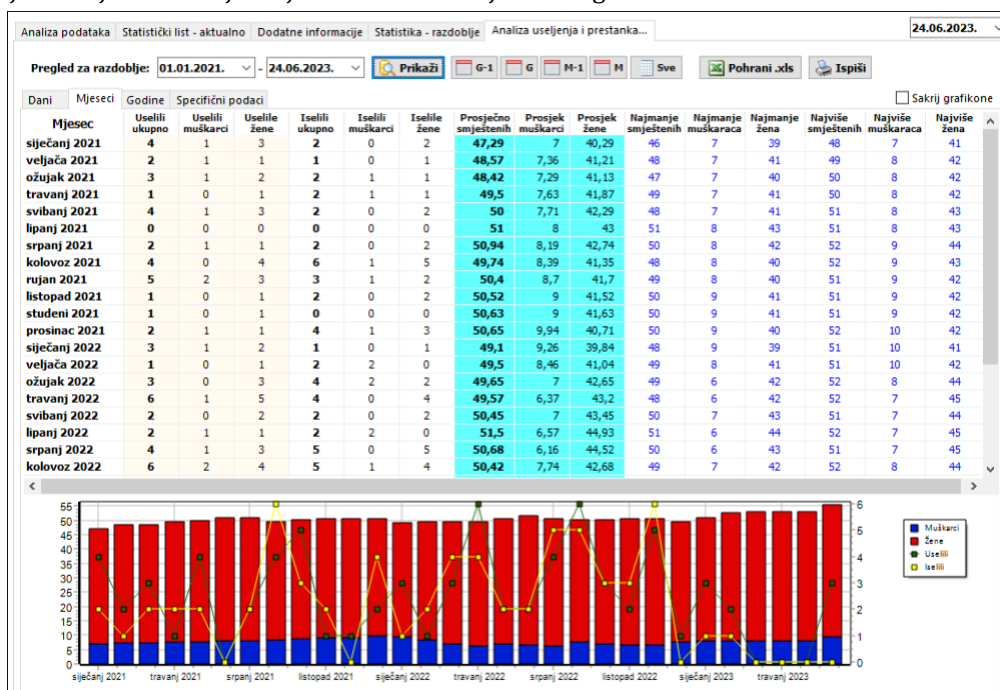 Analiza podataka Statistički list - aktualno Dodatne informacije Statistika - razdoblje Analiza useljenja i prestanka... 24.06.2023.
Pregled za razdoblje: 01.01.2021. - 24.06.2023. Prikaži G-1 G M-1 M Sve Pohrani .xls Ispiši
Dani Mjeseci Godine Specifični podaci Sakrij grafikone
Mjesec Uselili ukupno Uselili muškarci Uselile žene Iselili ukupno Iselili muškarci Iselile žene Prosječno smještenih Prosjek muškarci Prosjek žene Najmanje smještenih Najmanje muškaraca Najmanje žena Najviše smještenih Najviše muškaraca Najviše žena
siječanj 2021 4 1 3 2 0 2 47,29 7 40,29 46 7 39 48 7 41
veljača 2021 2 1 1 1 0 1 48,57 7,36 41,21 48 7 41 49 8 42
ožujak 2021 3 1 2 2 1 1 48,42 7,29 41,13 47 7 40 50 8 42
travanj 2021 1 0 1 2 1 1 49,5 7,63 41,87 49 7 41 50 8 42
svibanj 2021 4 1 3 2 0 2 50 7,71 42,29 48 7 41 51 8 43
lipanj 2021 0 0 0 0 0 0 51 8 43 51 8 43 51 8 43
srpanj 2021 2 1 1 2 0 2 50,94 8,19 42,74 50 8 42 52 9 44
kolovoz 2021 4 0 4 6 1 5 49,74 8,39 41,35 48 8 40 52 9 43
rujan 2021 5 2 3 3 1 2 50,4 8,7 41,7 49 8 40 51 9 42
listopad 2021 1 0 1 2 0 2 50,52 9 41,52 50 9 41 51 9 42
studeni 2021 1 0 1 0 0 0 50,63 9 41,63 50 9 41 51 9 42
prosinac 2021 2 1 1 4 1 3 50,65 9,94 40,71 50 9 40 52 10 42
siječanj 2022 3 1 2 1 0 1 49,1 9,26 39,84 48 9 39 51 10 41
veljača 2022 1 0 1 2 2 0 49,5 8,46 41,04 49 8 41 51 10 42
ožujak 2022 3 0 3 4 2 2 49,65 7 42,65 49 6 42 52 8 44
travanj 2022 6 1 5 4 0 4 49,57 6,37 43,2 48 6 42 52 7 45
svibanj 2022 2 0 2 2 0 2 50,45 7 43,45 50 7 43 51 7 44
lipanj 2022 2 1 1 2 2 0 51,5 6,57 44,93 51 6 44 52 7 45
srpanj 2022 4 1 3 5 0 5 50,68 6,16 44,52 50 6 43 51 7 45
kolovoz 2022 6 2 4 5 1 4 50,42 7,74 42,68 49 7 42 52 8 44
55 6
50
45 5
40
35 4
30
25 3
20 2
15
10 1
5
0 0
Muškarci
Žene
Uselili
Iselili
siječanj 2021 travanj 2021 srpanj 2021 listopad 2021 siječanj 2022 travanj 2022 srpanj 2022 listopad 2022 siječanj 2023 travanj 2023